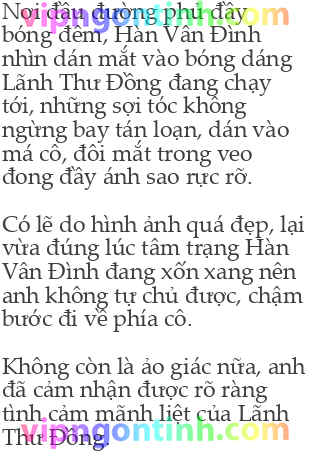 Nơi đầu đường phủ đầy
vipngontinh.com
bóng đêm, Hàn Vân Đình
nhìn dán mắt vào bóng dáng
Lãnh Thư Đồng đang chạy
tới, những sợi tóc không
ngừng bay tán loạn, dán vào
má cô, đôi mắt trong veo
đong đầy ánh sao rực rỡ.
Có lẽ do hình ảnh quá đẹp, lại
vừa đúng lúc tâm trạng Hàn
Vân Đình đang xốn xang nên
anh không tự chủ được, chậm
bước đi về phía cô.
Không còn là ảo giác nữa, anh
đã cảm nhận được rõ ràng
tình cảm mãnh liệt của Lãnh
vipngontinh.com
Thư Đồng.